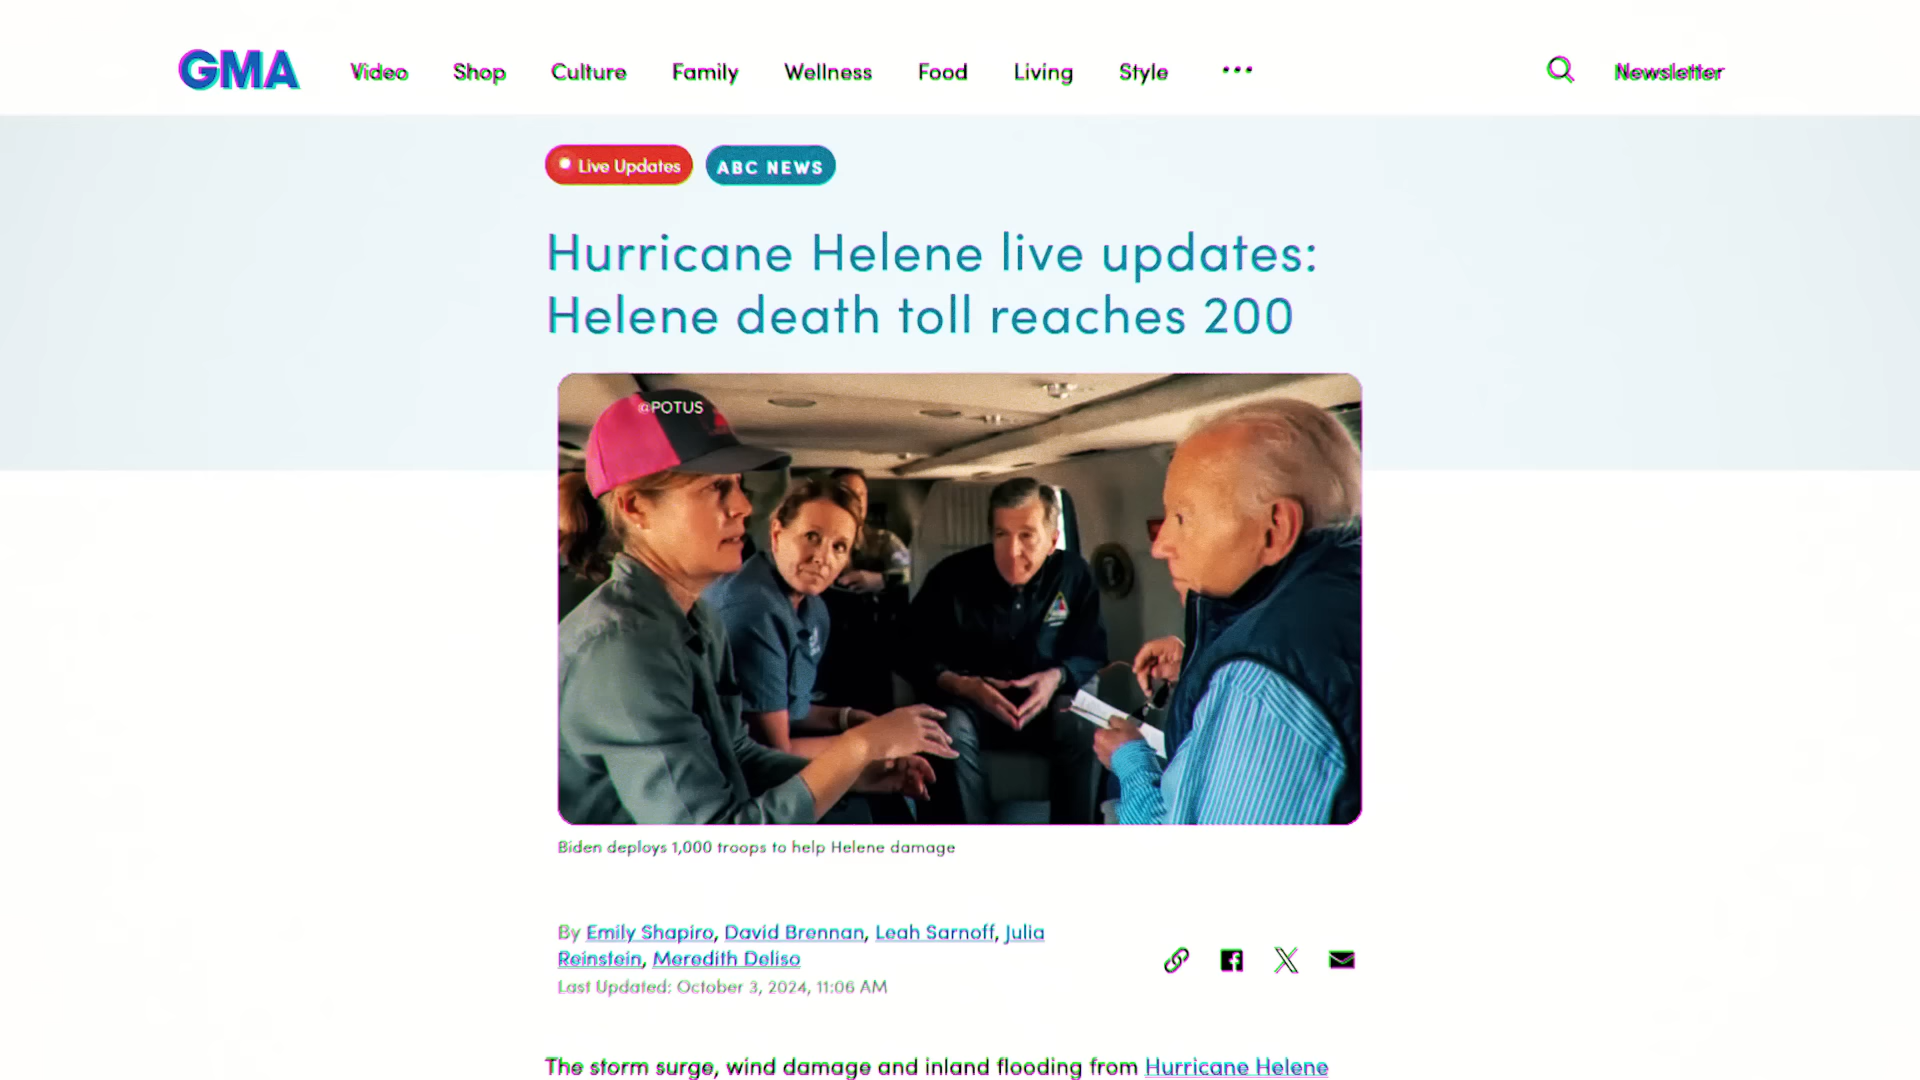 GMA Video Shop Culture Family Wellness Food Living Style ... Newsletter
Live Updates ABC NEWS
Hurricane Helene live updates:
Helene death toll reaches 200
@POTUS
Biden deploys 1,000 troops to help Helene damage
By Emily Shapiro, David Brennan, Leah Sarnoff, Julia
Reinstein, Meredith Deliso
Last Updated: October 3, 2024, 11:06 AM
The storm surge, wind damage and inland flooding from Hurricane Helene